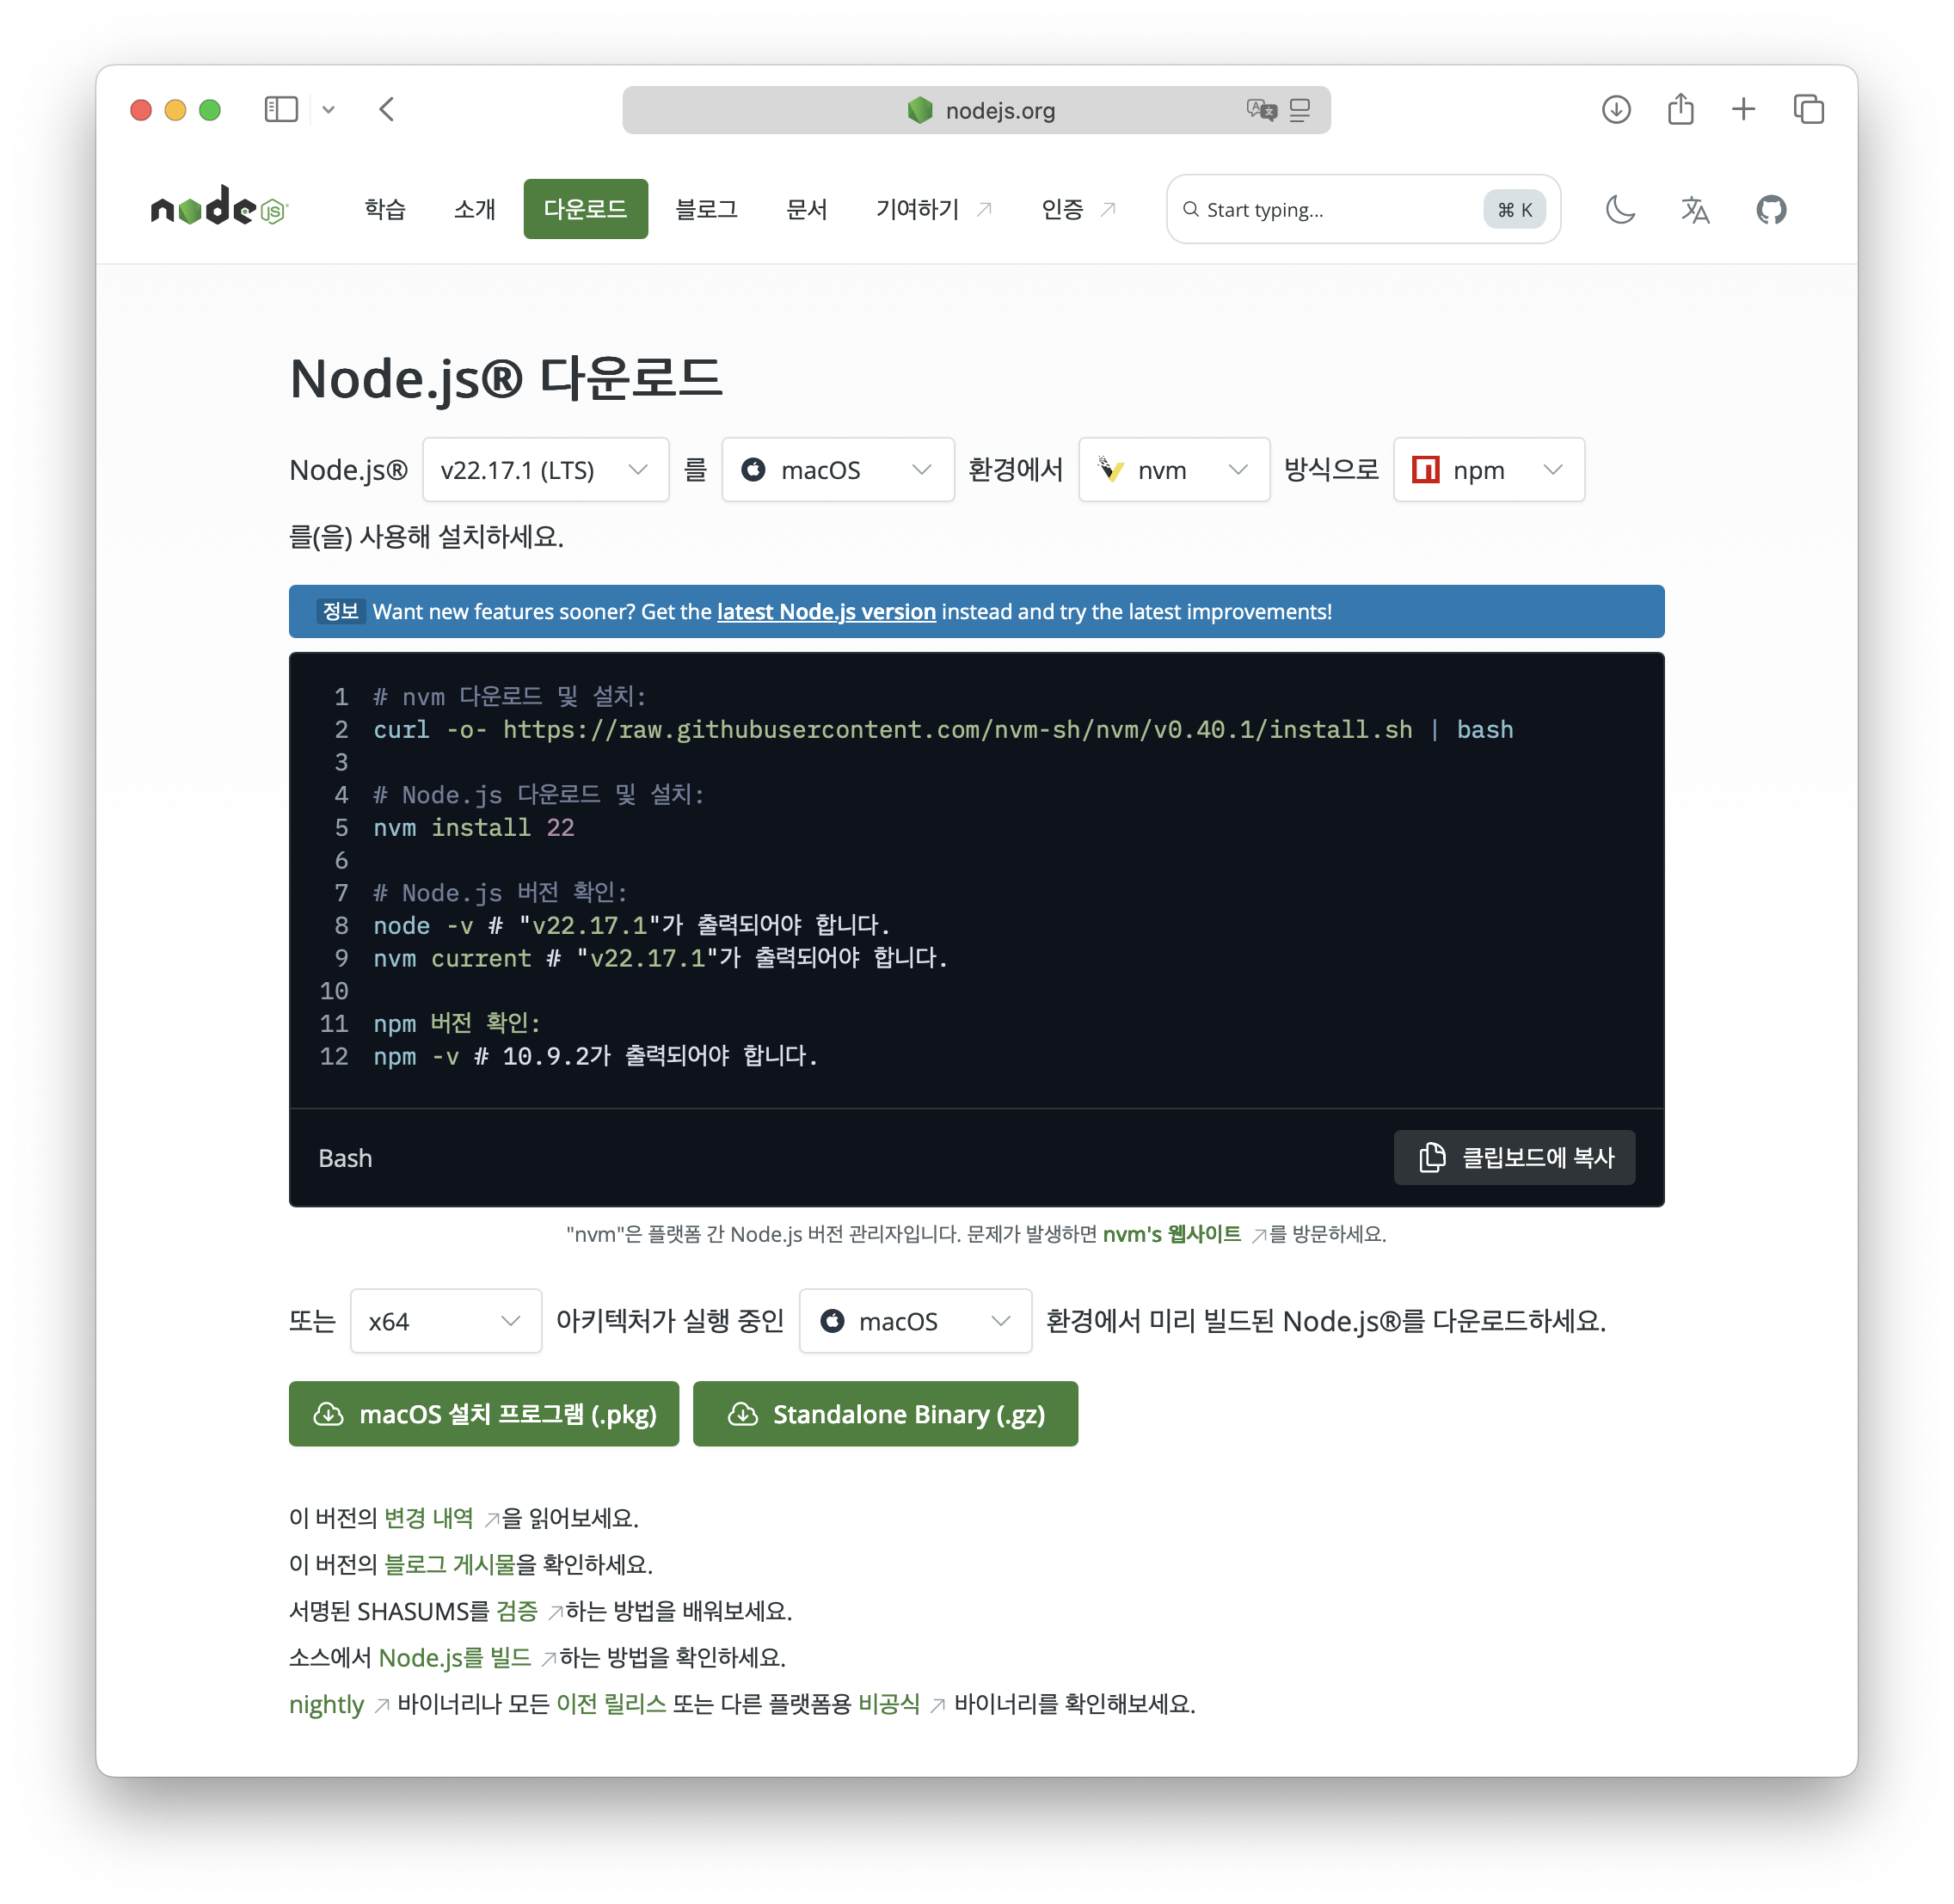 nodejs.org
node JS
학습 소개 다운로드 블로그 문서 기여하기 인증 Start typing... ⌘ K
Node.js® 다운로드
Node.js® v22.17.1 (LTS) 를 macOS 환경에서 nvm 방식으로 npm
를(을) 사용해 설치하세요.
정보 Want new features sooner? Get the latest Node.js version instead and try the latest improvements!
1 # nvm 다운로드 및 설치:
2 curl -o- https://raw.githubusercontent.com/nvm-sh/nvm/v0.40.1/install.sh | bash
3
4 # Node.js 다운로드 및 설치:
5 nvm install 22
6
7 # Node.js 버전 확인:
8 node -v # "v22.17.1"가 출력되어야 합니다.
9 nvm current # "v22.17.1"가 출력되어야 합니다.
10
11 npm 버전 확인:
12 npm -v # 10.9.2가 출력되어야 합니다.
Bash 클립보드에 복사
"nvm"은 플랫폼 간 Node.js 버전 관리자입니다. 문제가 발생하면 nvm's 웹사이트 를 방문하세요.
또는 x64 아키텍처가 실행 중인 macOS 환경에서 미리 빌드된 Node.js®를 다운로드하세요.
macOS 설치 프로그램 (.pkg) Standalone Binary (.gz)
이 버전의 변경 내역 을 읽어보세요.
이 버전의 블로그 게시물을 확인하세요.
서명된 SHASUMS를 검증 하는 방법을 배워보세요.
소스에서 Node.js를 빌드 하는 방법을 확인하세요.
nightly 바이너리나 모든 이전 릴리스 또는 다른 플랫폼용 비공식 바이너리를 확인해보세요.